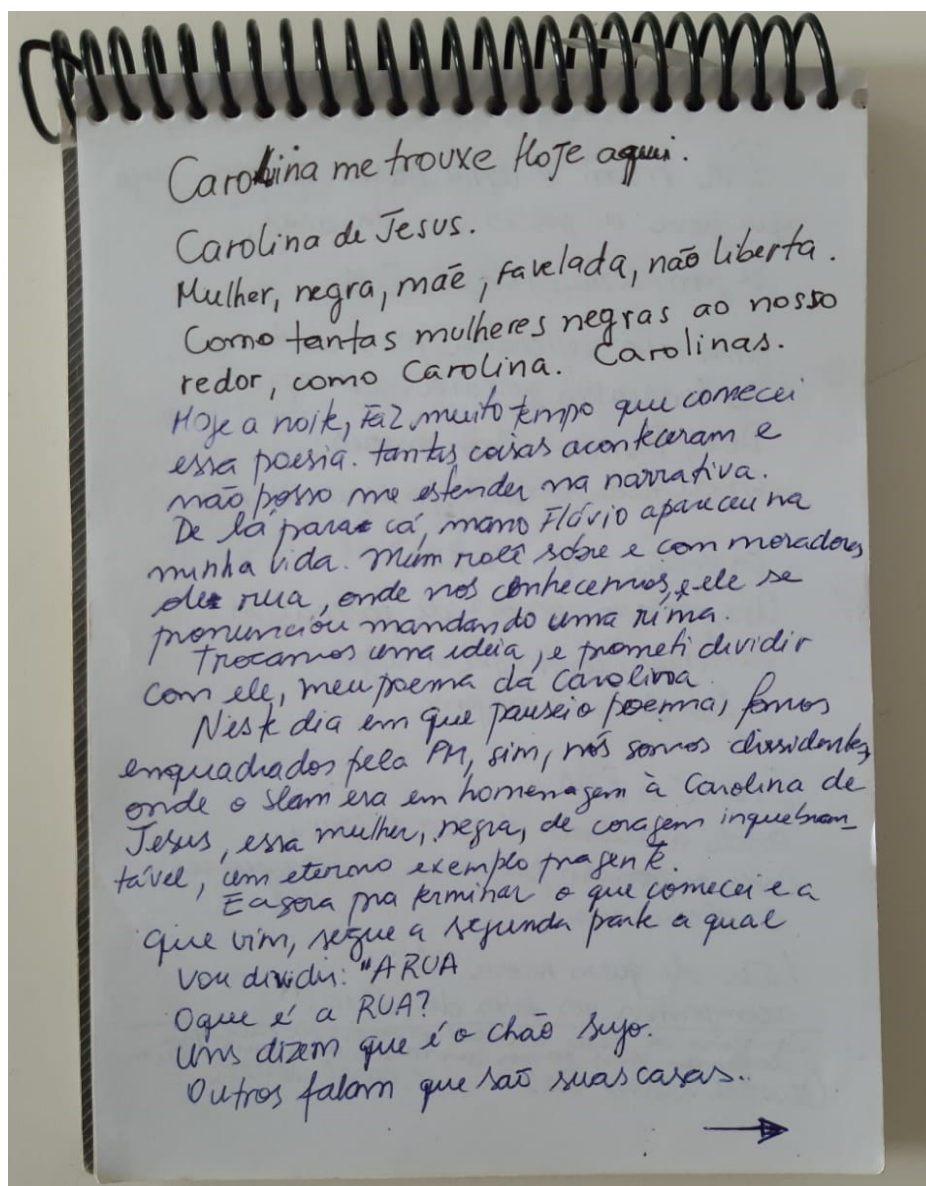 Carolina me trouxe Hoje aqui.
Carolina de Jesus.
Mulher, negra, mãe, favelada, não liberta.
Como tantas mulheres negras ao nosso
redor, como Carolina. Carolinas.
Hoje a noite, Faz muito tempo que comecei
essa poesia. tantas coisas aconteceram e
não posso me estender na narrativa.
De lá para cá, mano Flávio apareceu na
minha vida. Num rolê sobre e com moradores
de rua, onde nos conhecemos, e ele se
pronunciou mandando uma rima.
Trocamos uma ideia, e prometi dividir
com ele, meu poema da Carolina.
Neste dia em que pausei o poema, fomos
enquadrados pela PM, sim, nós somos dissidentes,
onde o slam era em homenagem à Carolina de
Jesus, essa mulher, negra, de coragem inquebran_
tável, um eterno exemplo pra gente.
E agora pra terminar o que comecei e a
que vim, segue a segunda parte a qual
vou dividir: "A RUA
Oque é a RUA?
Uns dizem que é o chão sujo.
Outros falam que são suas casas..